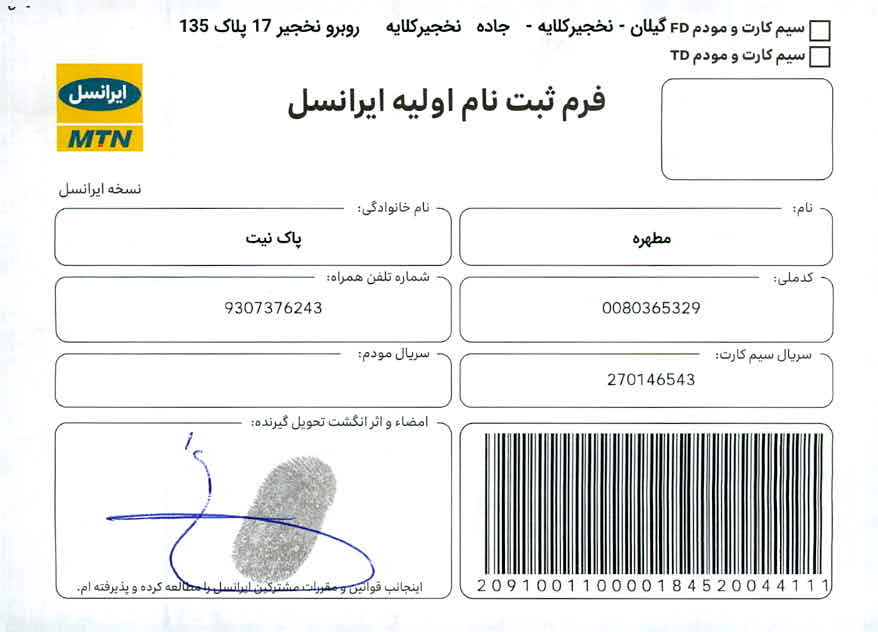 سیم کارت و مودم FD گیلان - نخجیرکلایه - جاده نخجیرکلایه روبرو نخجیر 17 پلاک 135
سیم کارت و مودم TD
ایرانسل
MTN
فرم ثبت نام اولیه ایرانسل
نسخه ایرانسل
نام:
مطهره
نام خانوادگی:
پاک نیت
کدملی:
0080365329
شماره تلفن همراه:
9307376243
سریال سیم کارت:
270146543
سریال مودم:
امضاء و اثر انگشت تحویل گیرنده:
اینجانب قوانین و مقررات مشترکین ایرانسل را مطالعه کرده و پذیرفته ام.
209100110000184520044111